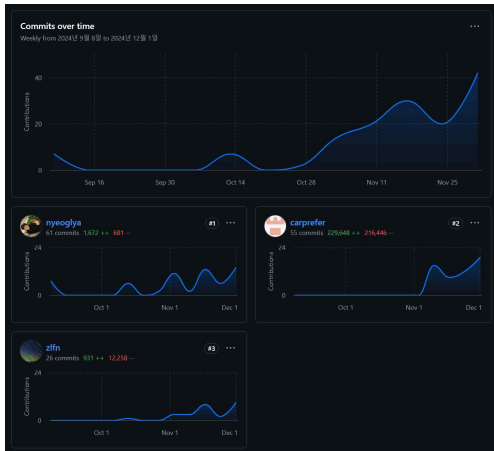 Commits over time
Weekly from 2024년 9월 8일 to 2024년 12월 1일
Contributions
40
20
0
Sep 16
Sep 30
Oct 14
Oct 28
Nov 11
Nov 25
nyeoglya
#1
61 commits 1,672 ++ 681 --
Contributions
24
0
Oct 1
Nov 1
Dec 1
carprefer
#2
55 commits 229,648 ++ 216,446 --
Contributions
24
0
Oct 1
Nov 1
Dec 1
zlfn
#3
26 commits 931 ++ 12,258 --
Contributions
24
0
Oct 1
Nov 1
Dec 1